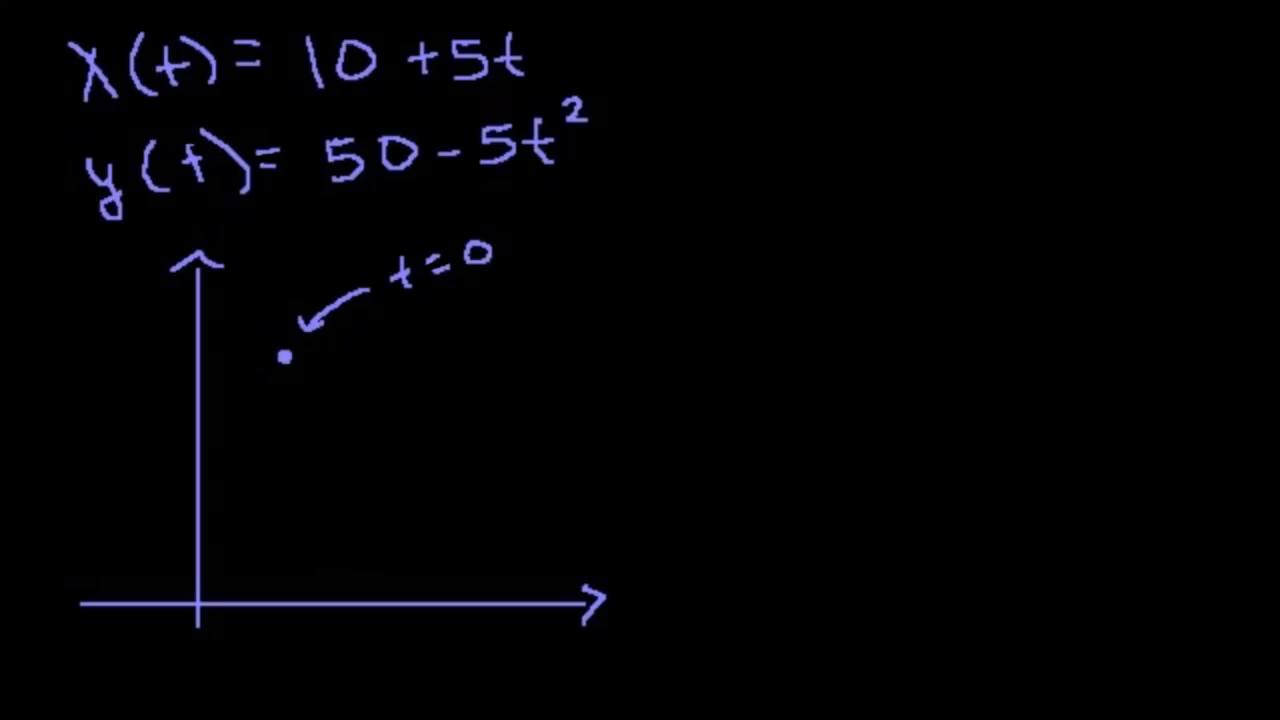 x(t) = 10 + 5t
y(t) = 50 - 5t²
t = 0